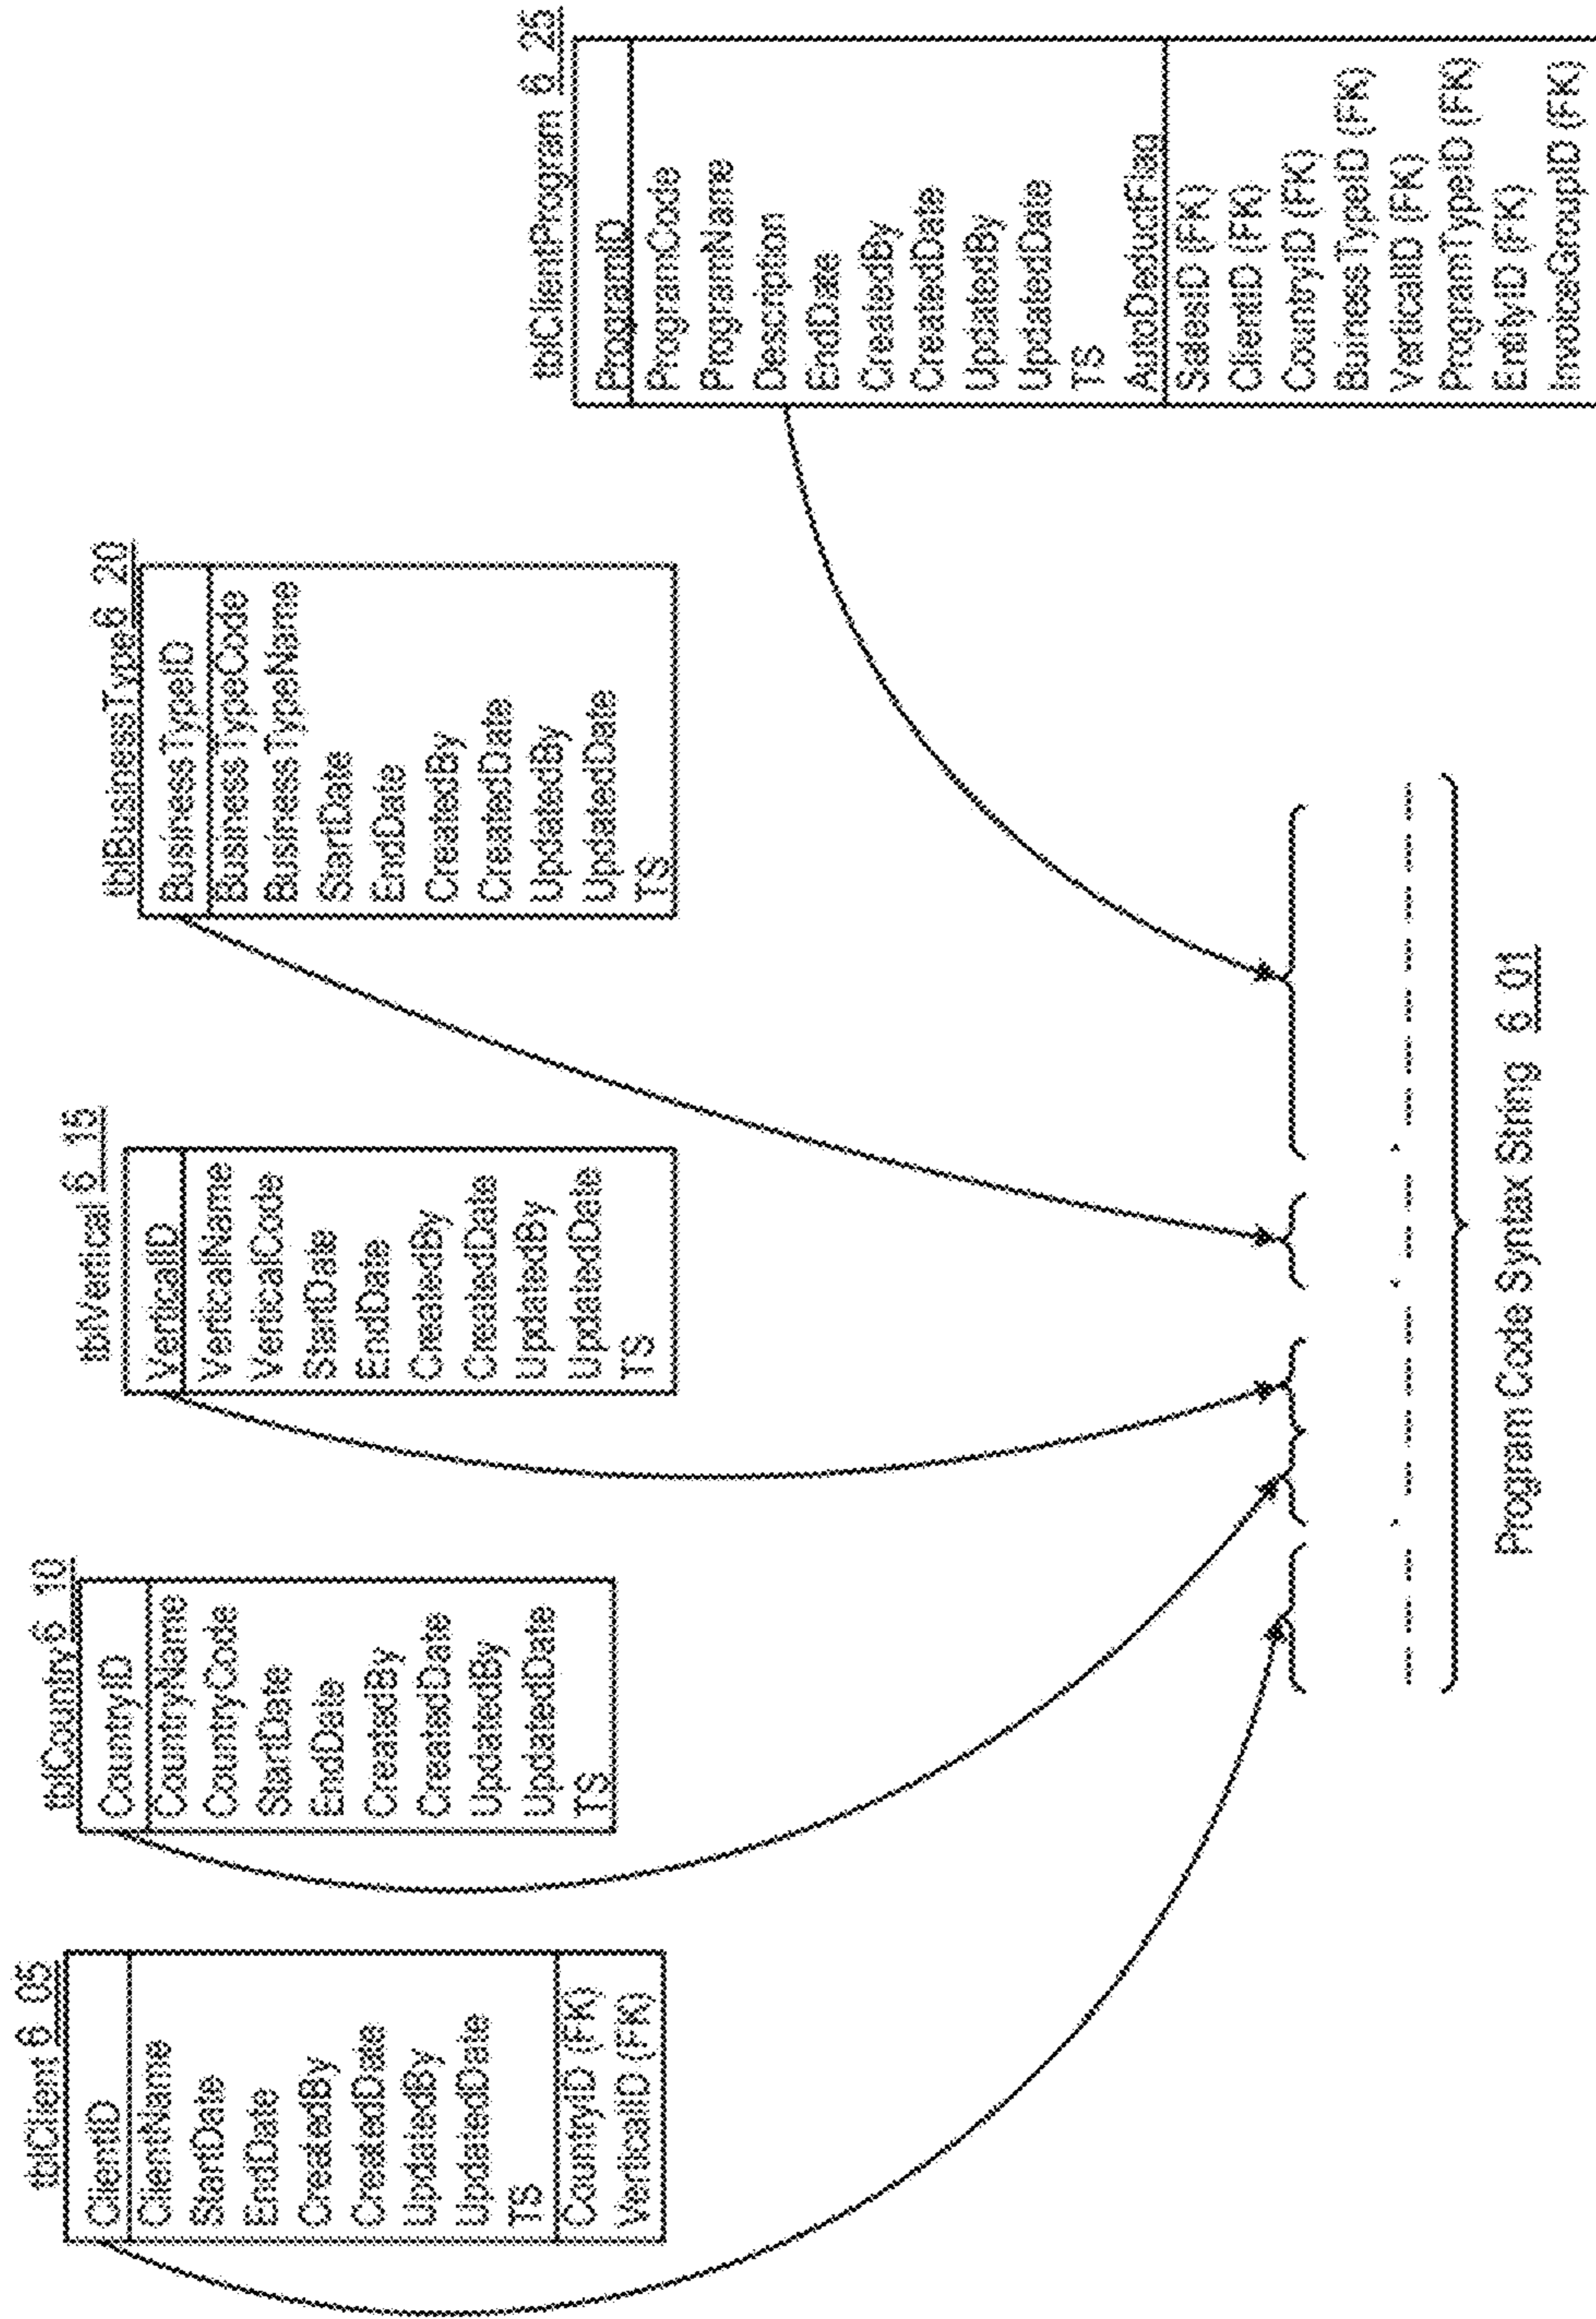 tblClient 6_05
ClientID
ClientName
StartDate
EndDate
CreatedBy
CreatedDate
UpdatedBy
UpdatedDate
TS
CountryID (FK)
VerticalID (FK)
tblCountry 6_10
CountryID
CountryName
CountryCode
StartDate
EndDate
CreatedBy
CreatedDate
UpdatedBy
UpdatedDate
TS
tblVertical 6_15
VerticalID
VerticalName
VerticalCode
StartDate
EndDate
CreatedBy
CreatedDate
UpdatedBy
UpdatedDate
TS
tblBusinessType 6_20
BusinessTypeID
BusinessTypeCode
BusinessTypeName
StartDate
EndDate
CreatedBy
CreatedDate
UpdatedBy
UpdatedDate
TS
tblClientProgram 6_25
ProgramID
ProgramCode
ProgramName
Description
EndDate
CreatedBy
CreatedDate
UpdatedBy
UpdatedDate
TS
AutoDeductFlag
SalesID (FK)
ClientID (FK)
CountryID (FK)
BuinessTypeID (FK)
VerticalID (FK)
ProgramTypeID (FK)
EntityID (FK)
InvoiceGroupID (FK)
Program Code Syntax String 6_01